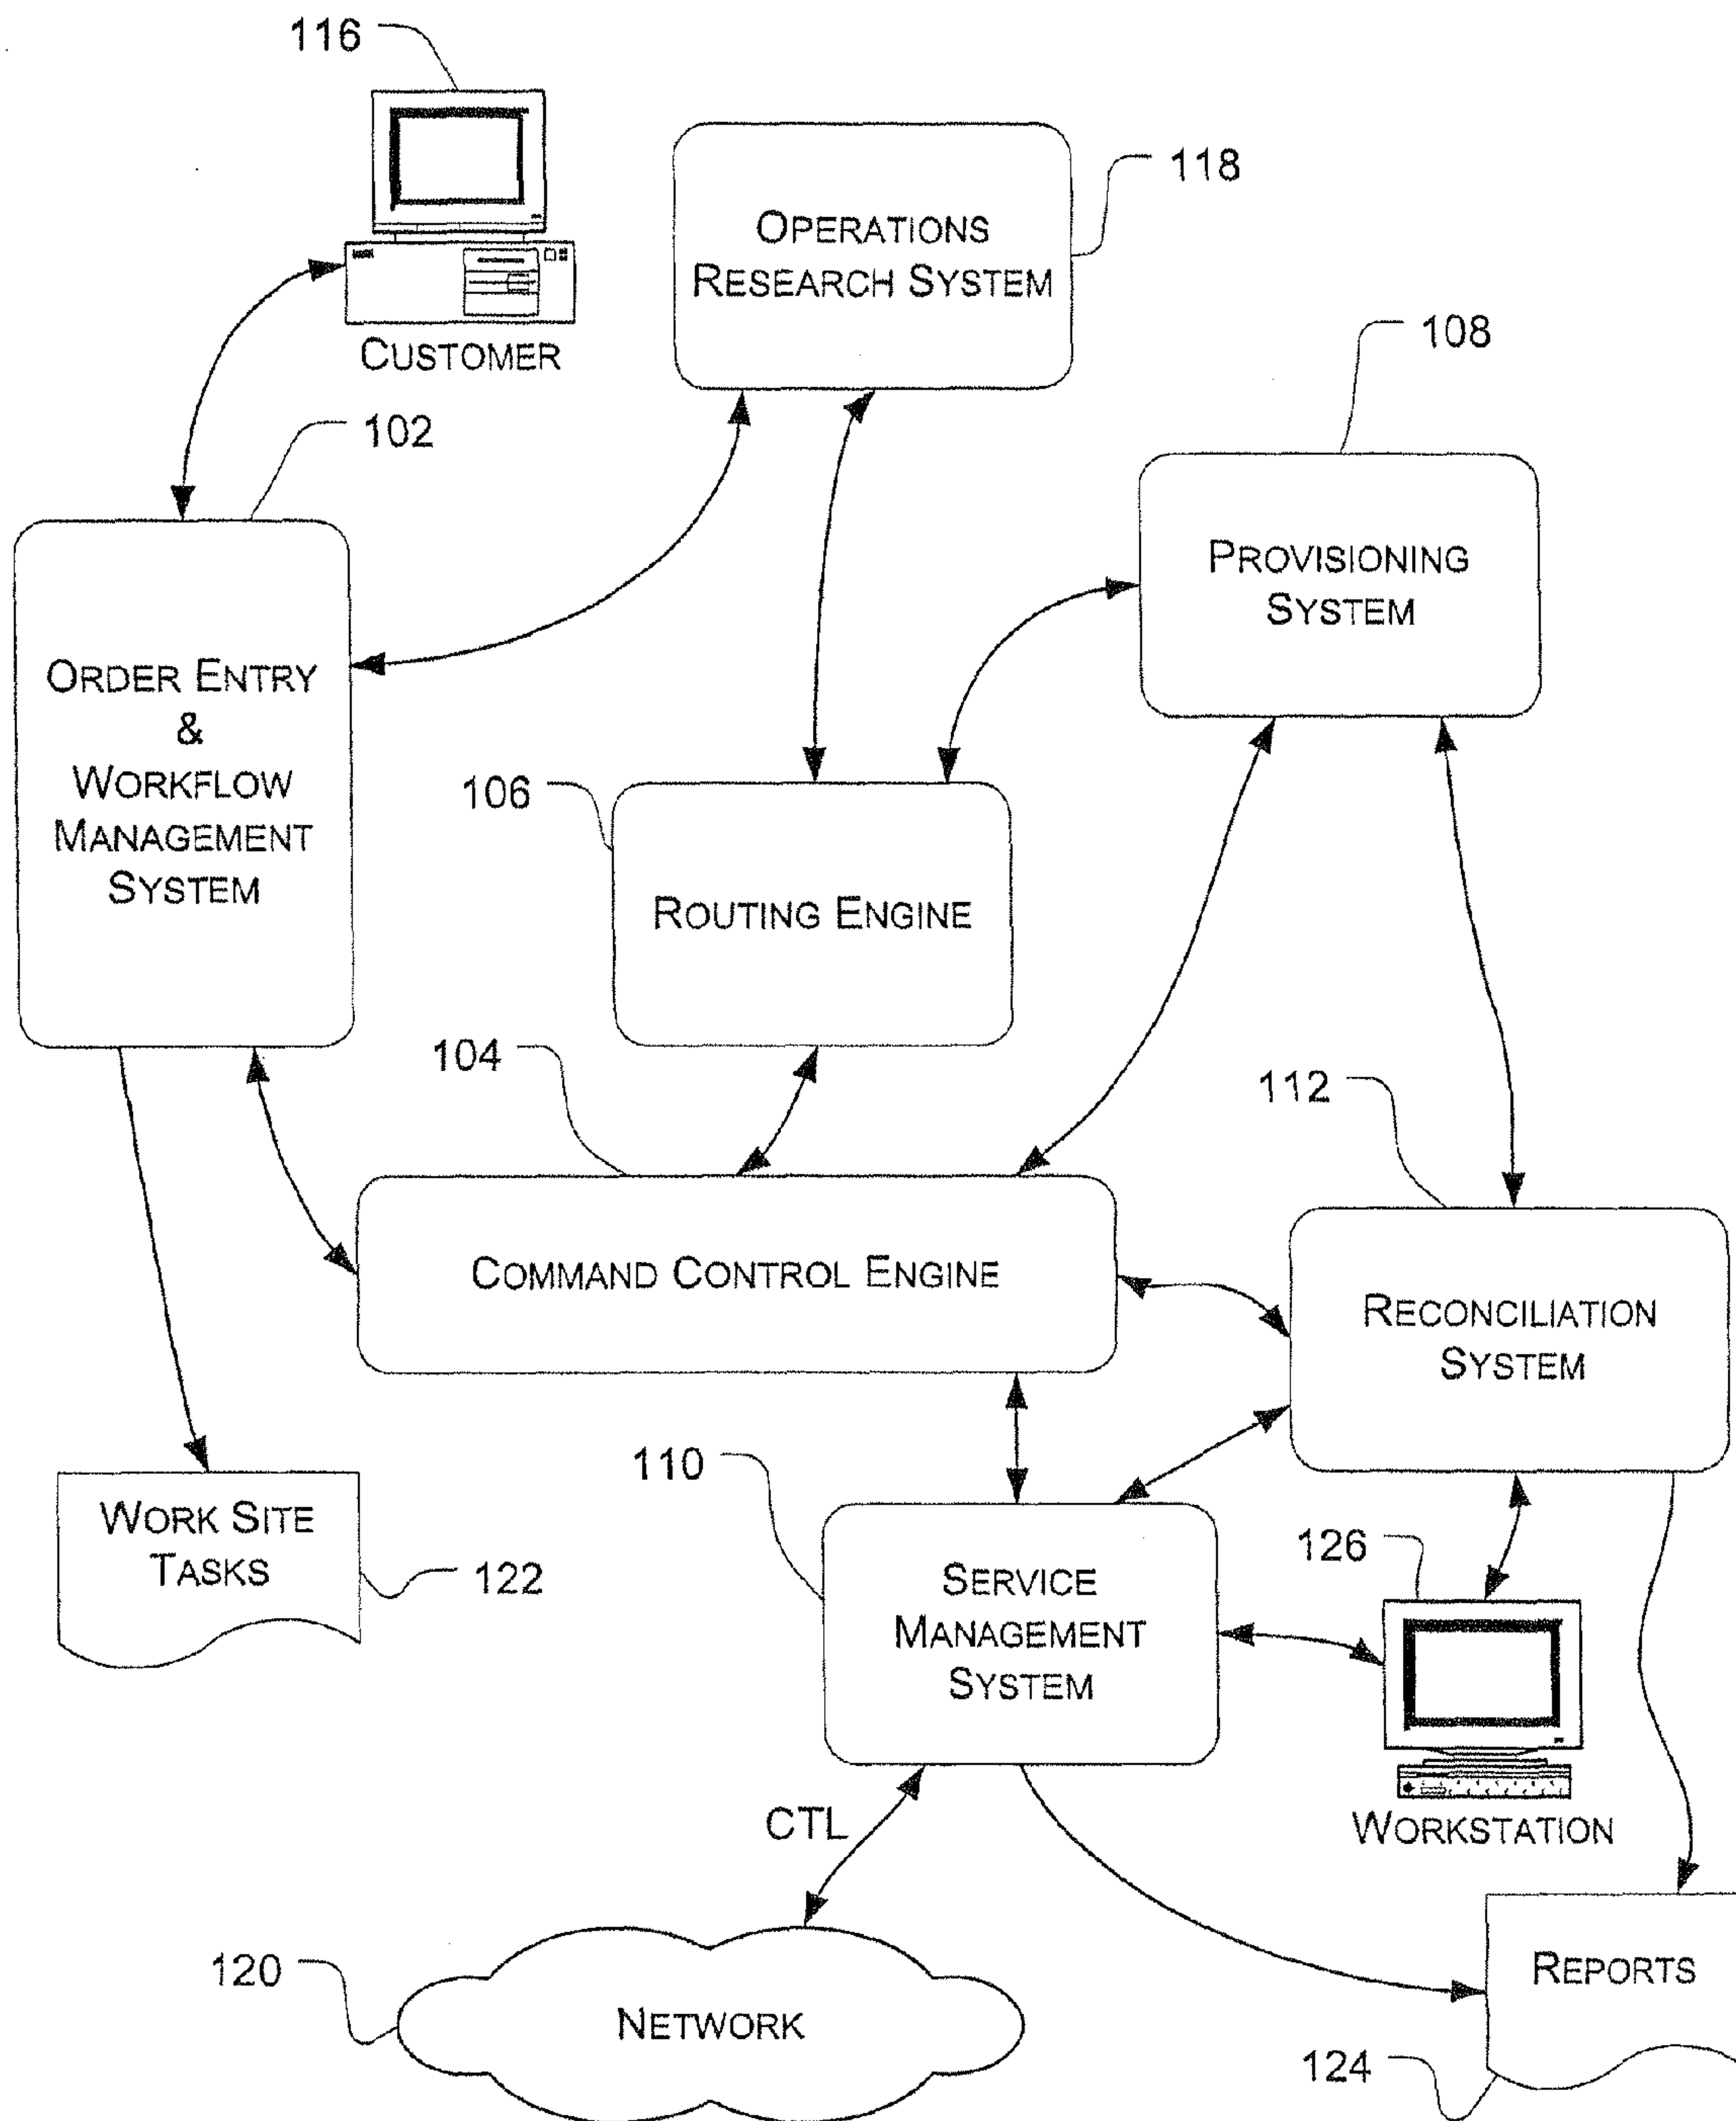 116
CUSTOMER
OPERATIONS
RESEARCH SYSTEM
118
108
102
PROVISIONING
SYSTEM
ORDER ENTRY
&
WORKFLOW
MANAGEMENT
SYSTEM
106
ROUTING ENGINE
104
112
COMMAND CONTROL ENGINE
RECONCILIATION
SYSTEM
110
WORK SITE
TASKS
122
SERVICE
MANAGEMENT
SYSTEM
126
WORKSTATION
CTL
120
NETWORK
REPORTS
124